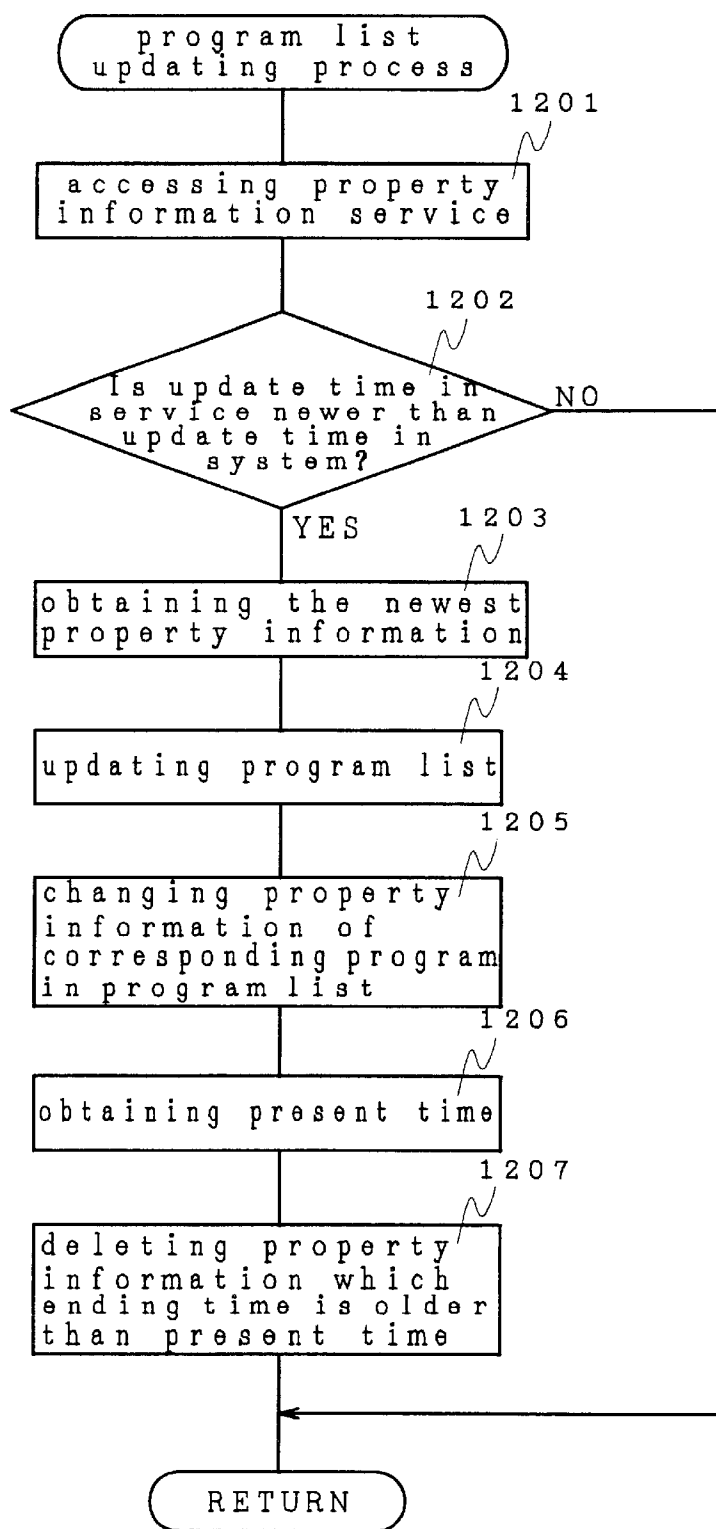 program list
updating process
1201
accessing property
information service
1202
Is update time in
service newer than
update time in
system?
NO
YES
1203
obtaining the newest
property information
1204
updating program list
1205
changing property
information of
corresponding program
in program list
1206
obtaining present time
1207
deleting property
information which
ending time is older
than present time
RETURN